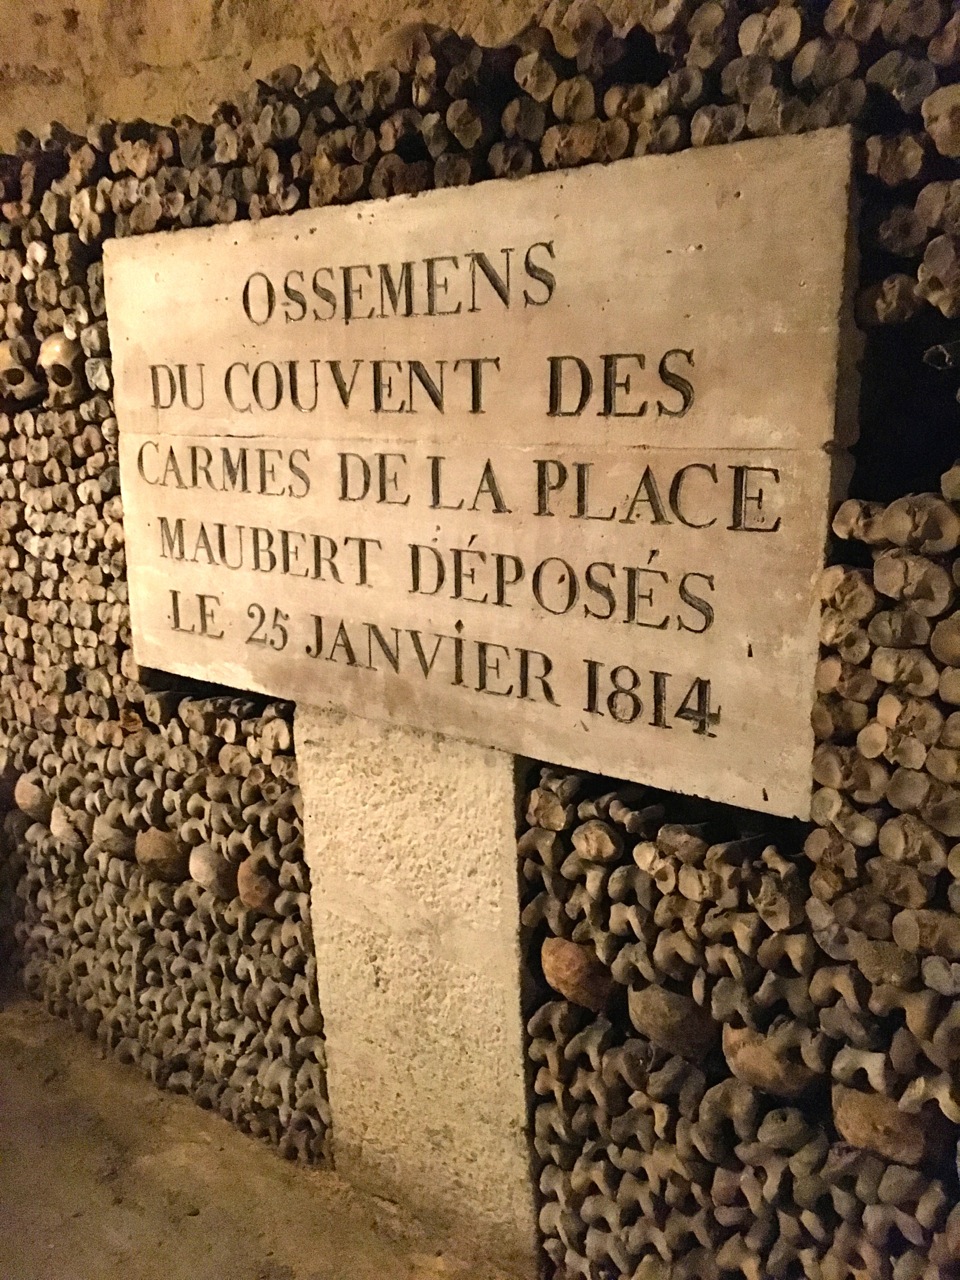 OSSEMENS
DU COUVENT DES
CARMES DE LA PLACE
MAUBERT DÉPOSÉS
LE 25 JANVIER 1814